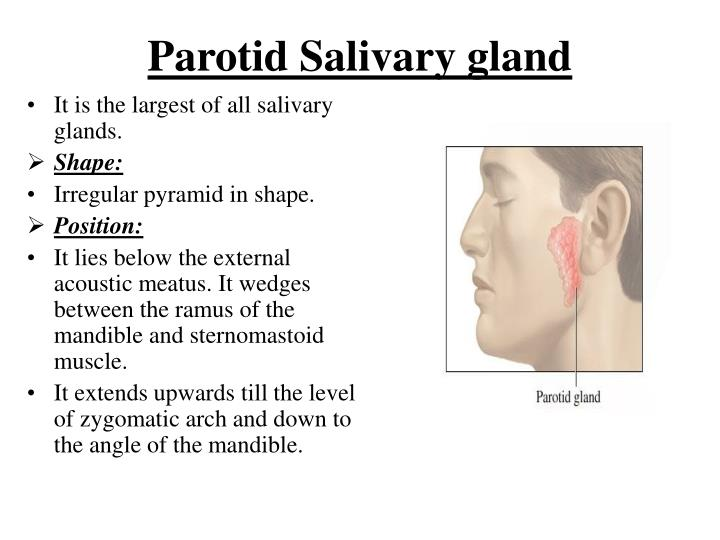 Parotid Salivary gland
• It is the largest of all salivary
glands.
➢ Shape:
• Irregular pyramid in shape.
➢ Position:
• It lies below the external
acoustic meatus. It wedges
between the ramus of the
mandible and sternomastoid
muscle.
• It extends upwards till the level
of zygomatic arch and down to
the angle of the mandible.
Parotid gland